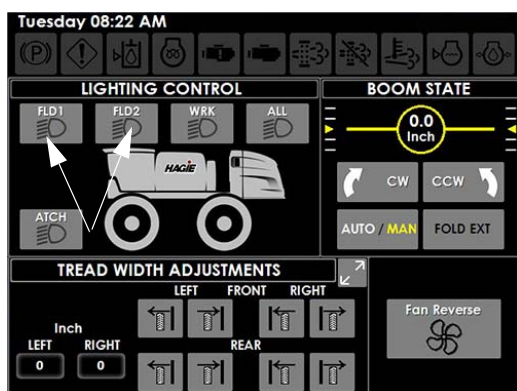 Tuesday 08:22 AM
(P)
LIGHTING CONTROL
BOOM STATE
FLD1 FLD2 WRK ALL
0.0
Inch
HAGIE
CW CCW
ATCH
AUTO / MAN FOLD EXT
TREAD WIDTH ADJUSTMENTS
LEFT FRONT RIGHT
Fan Reverse
Inch
LEFT RIGHT
REAR
0 0